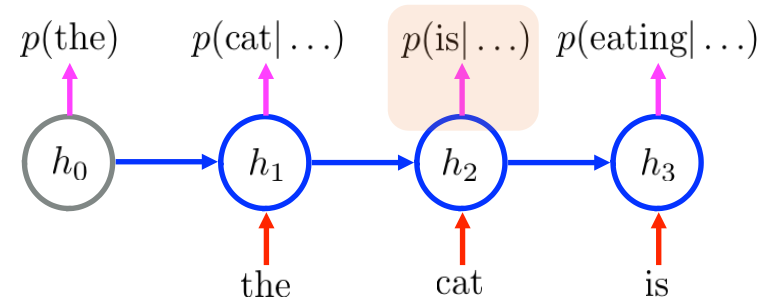 p(the) p(cat| ...) p(is| ...) p(eating| ...)
h0 h1 h2 h3
the cat is